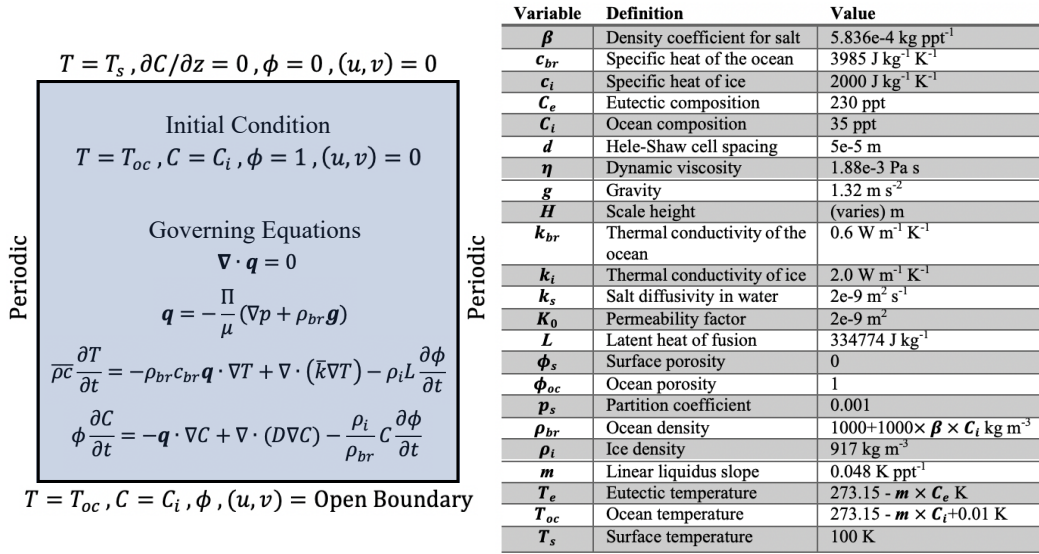 T = T_s , ∂C/∂z = 0 , ϕ = 0 , (u, v) = 0
Periodic
Initial Condition
T = T_oc , C = C_i , ϕ = 1 , (u, v) = 0
Governing Equations
∇ · q = 0
q = −Π/μ (∇p + ρ_br g)
\overline{ρc} ∂T/∂t = −ρ_br c_br q · ∇T + ∇ · (\overline{k}∇T) − ρ_i L ∂ϕ/∂t
ϕ ∂C/∂t = −q · ∇C + ∇ · (D∇C) − ρ_i/ρ_br C ∂ϕ/∂t
Periodic
T = T_oc , C = C_i , ϕ , (u, v) = Open Boundary
Variable Definition Value
β Density coefficient for salt 5.836e-4 kg ppt⁻¹
c_br Specific heat of the ocean 3985 J kg⁻¹ K⁻¹
c_i Specific heat of ice 2000 J kg⁻¹ K⁻¹
C_e Eutectic composition 230 ppt
C_i Ocean composition 35 ppt
d Hele-Shaw cell spacing 5e-5 m
η Dynamic viscosity 1.88e-3 Pa s
g Gravity 1.32 m s⁻²
H Scale height (varies) m
k_br Thermal conductivity of the 0.6 W m⁻¹ K⁻¹
ocean
k_i Thermal conductivity of ice 2.0 W m⁻¹ K⁻¹
k_s Salt diffusivity in water 2e-9 m² s⁻¹
K_0 Permeability factor 2e-9 m²
L Latent heat of fusion 334774 J kg⁻¹
ϕ_s Surface porosity 0
ϕ_oc Ocean porosity 1
p_s Partition coefficient 0.001
ρ_br Ocean density 1000+1000× β × C_i kg m⁻³
ρ_i Ice density 917 kg m⁻³
m Linear liquidus slope 0.048 K ppt⁻¹
T_e Eutectic temperature 273.15 - m × C_e K
T_oc Ocean temperature 273.15 - m × C_i+0.01 K
T_s Surface temperature 100 K